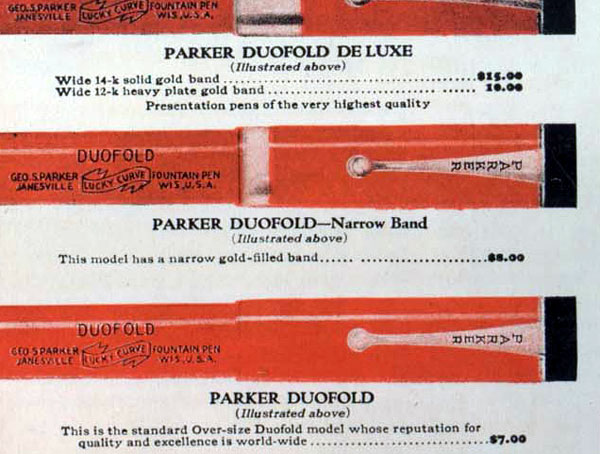 GEO.S.PARKER LUCKY CURVE FOUNTAIN PEN
JANESVILLE WIS.,U.S.A.
PARKER DUOFOLD DE LUXE
(Illustrated above)
Wide 14-k solid gold band ........ $15.00
Wide 12-k heavy plate gold band ........ 10.00
Presentation pens of the very highest quality
DUOFOLD
GEO.S.PARKER LUCKY CURVE FOUNTAIN PEN
JANESVILLE WIS., U.S.A.
PARKER
PARKER DUOFOLD—Narrow Band
(Illustrated above)
This model has a narrow gold-filled band........ $8.00
DUOFOLD
GEO.S.PARKER LUCKY CURVE FOUNTAIN PEN
JANESVILLE WIS., U.S.A.
PARKER
PARKER DUOFOLD
(Illustrated above)
This is the standard Over-size Duofold model whose reputation for
quality and excellence is world-wide ........ $7.00